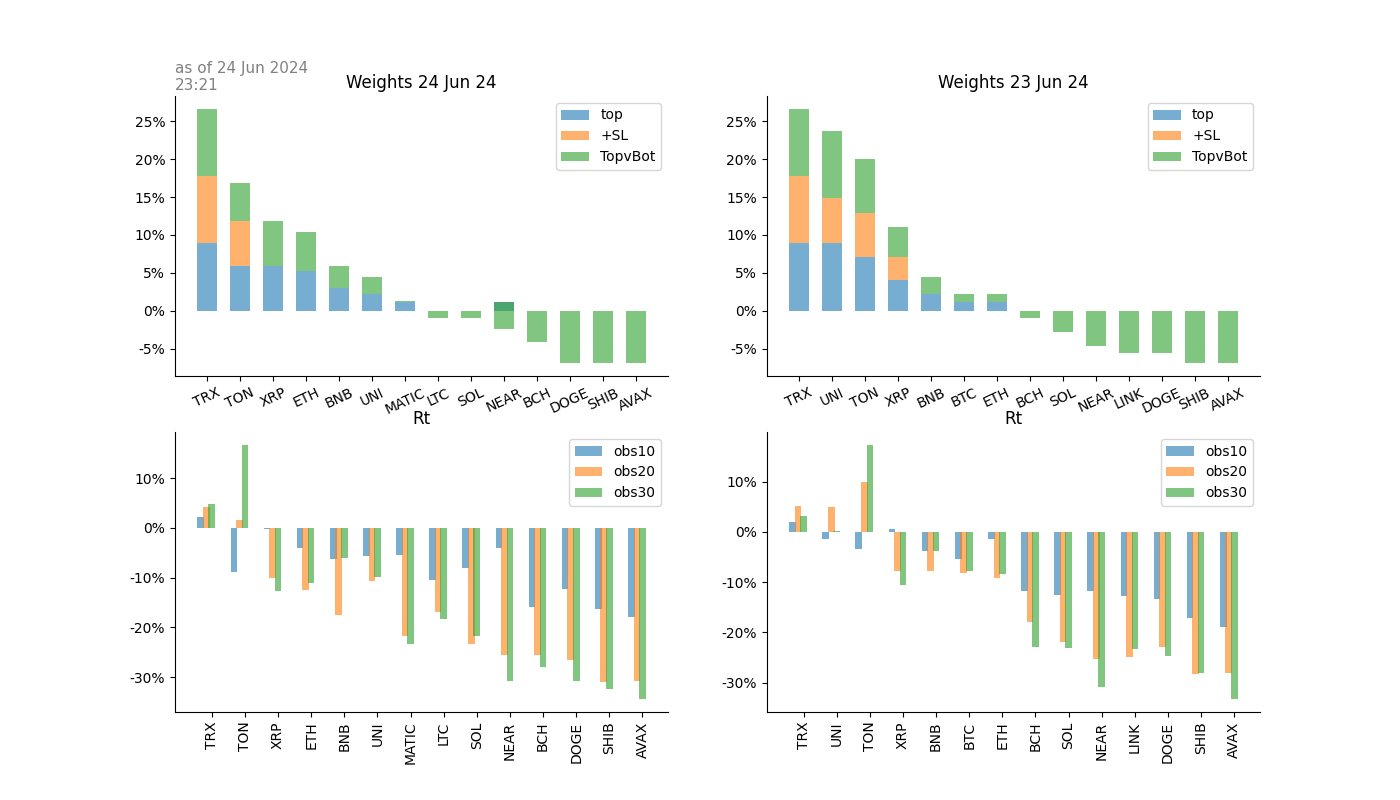 as of 24 Jun 2024
23:21
Weights 24 Jun 24
25%
20%
15%
10%
5%
0%
-5%
top
+SL
TopvBot
TRX TON XRP ETH BNB UNI MATIC LTC SOL NEAR BCH DOGE SHIB AVAX
Weights 23 Jun 24
25%
20%
15%
10%
5%
0%
-5%
top
+SL
TopvBot
TRX UNI TON XRP BNB BTC ETH BCH SOL NEAR LINK DOGE SHIB AVAX
Rt
10%
0%
-10%
-20%
-30%
obs10
obs20
obs30
TRX TON XRP ETH BNB UNI MATIC LTC SOL NEAR BCH DOGE SHIB AVAX
Rt
10%
0%
-10%
-20%
-30%
obs10
obs20
obs30
TRX UNI TON XRP BNB BTC ETH BCH SOL NEAR LINK DOGE SHIB AVAX